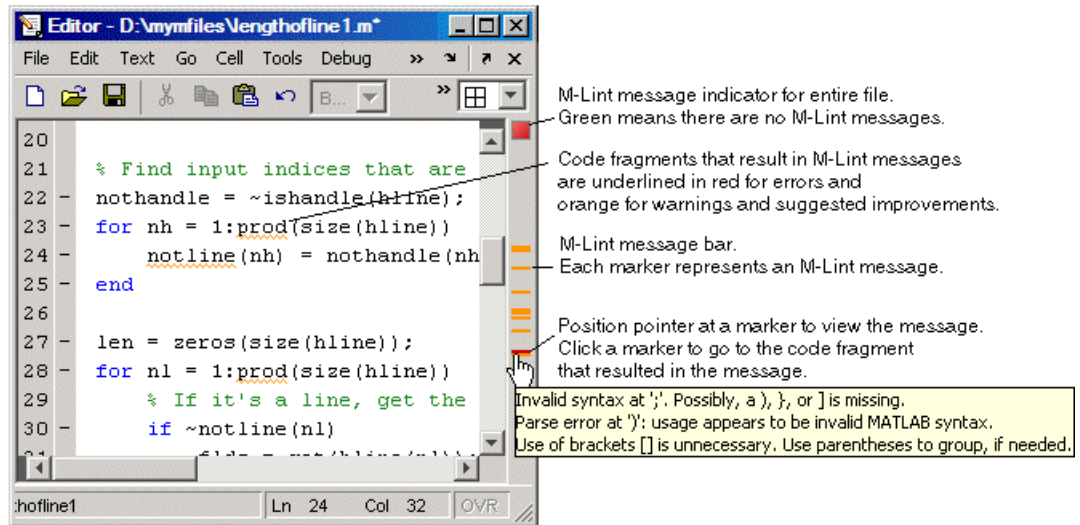 Editor - D:\mymfiles\lengthofline1.m*
File Edit Text Go Cell Tools Debug »
B... »
M-Lint message indicator for entire file.
Green means there are no M-Lint messages.
Code fragments that result in M-Lint messages
are underlined in red for errors and
orange for warnings and suggested improvements.
M-Lint message bar.
Each marker represents an M-Lint message.
Position pointer at a marker to view the message.
Click a marker to go to the code fragment
that resulted in the message.
20
21 % Find input indices that are
22 - nothandle = ~ishandle(hline);
23 - for nh = 1:prod(size(hline))
24 - notline(nh) = nothandle(nh
25 - end
26
27 - len = zeros(size(hline));
28 - for nl = 1:prod(size(hline))
29 % If it's a line, get the
30 - if ~notline(nl)
Invalid syntax at ';'. Possibly, a ), }, or ] is missing.
Parse error at ')': usage appears to be invalid MATLAB syntax.
Use of brackets [] is unnecessary. Use parentheses to group, if needed.
:hofline1 Ln 24 Col 32 OVR